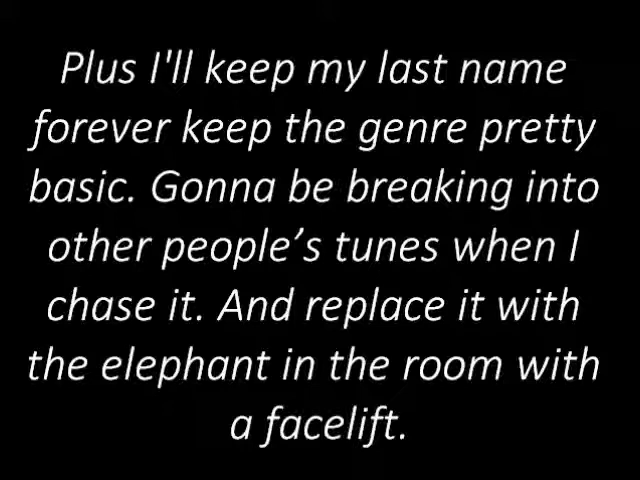 Plus I'll keep my last name
forever keep the genre pretty
basic. Gonna be breaking into
other people’s tunes when I
chase it. And replace it with
the elephant in the room with
a facelift.